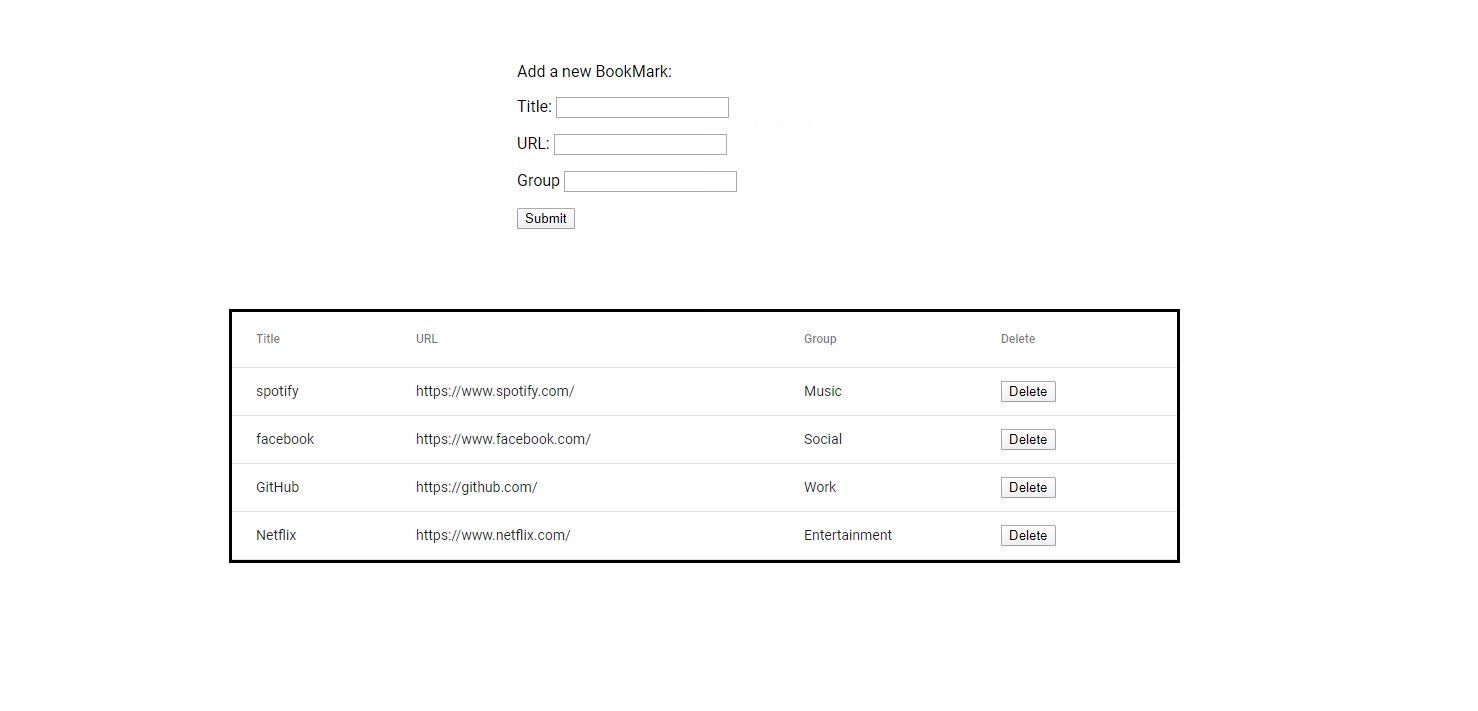 Add a new BookMark:
Title:
URL:
Group
Submit
Title URL Group Delete
spotify https://www.spotify.com/ Music Delete
facebook https://www.facebook.com/ Social Delete
GitHub https://github.com/ Work Delete
Netflix https://www.netflix.com/ Entertainment Delete